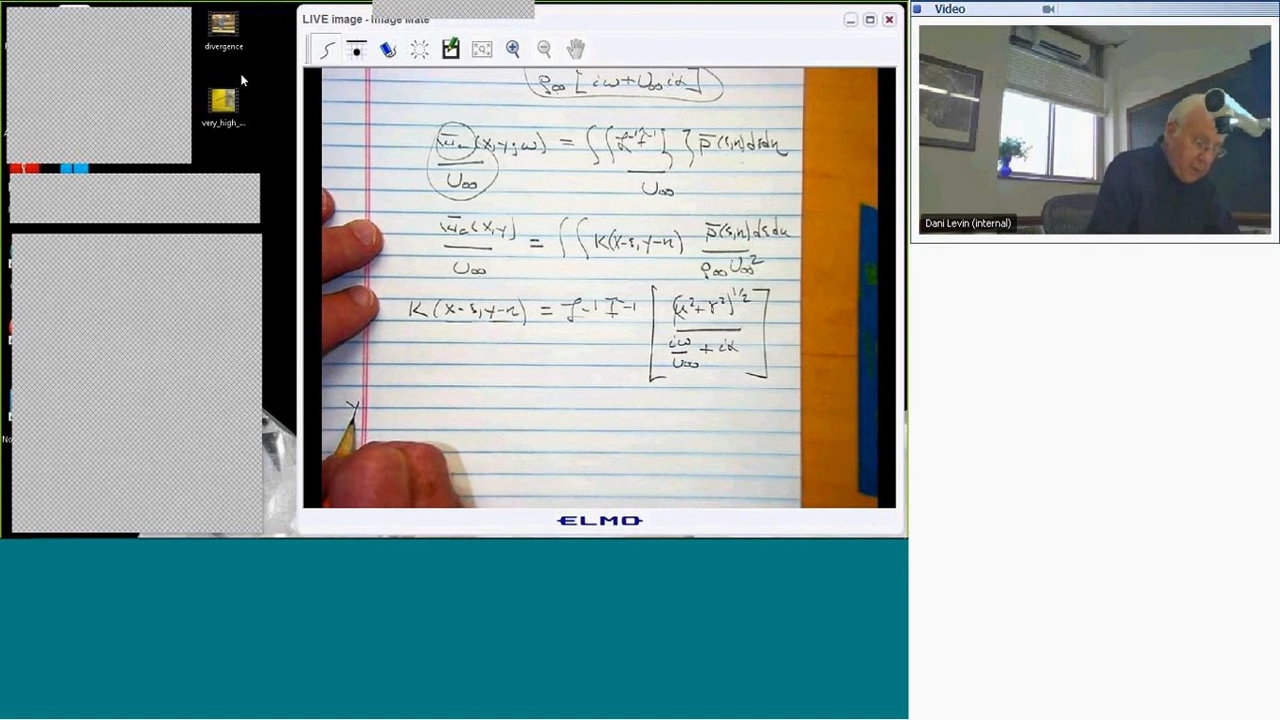 LIVE image - Image Mate
Video
divergence
very_high_...
ρ∞ [iω+U∞iα]
w̄a(x,y;ω) / U∞ = ∫∫ ℒ⁻¹ℱ⁻¹{ } / U∞ p̄(ξ,η)dξdη
w̄a(x,y) / U∞ = ∫∫ K(x-ξ,y-η) p̄(ξ,η)dξdη / ρ∞U∞²
K(x-ξ,y-η) = ℒ⁻¹ ℱ⁻¹ [ (μ²+γ²)^1/2 / (iω/U∞ + iα) ]
Dani Levin (internal)
ELMO